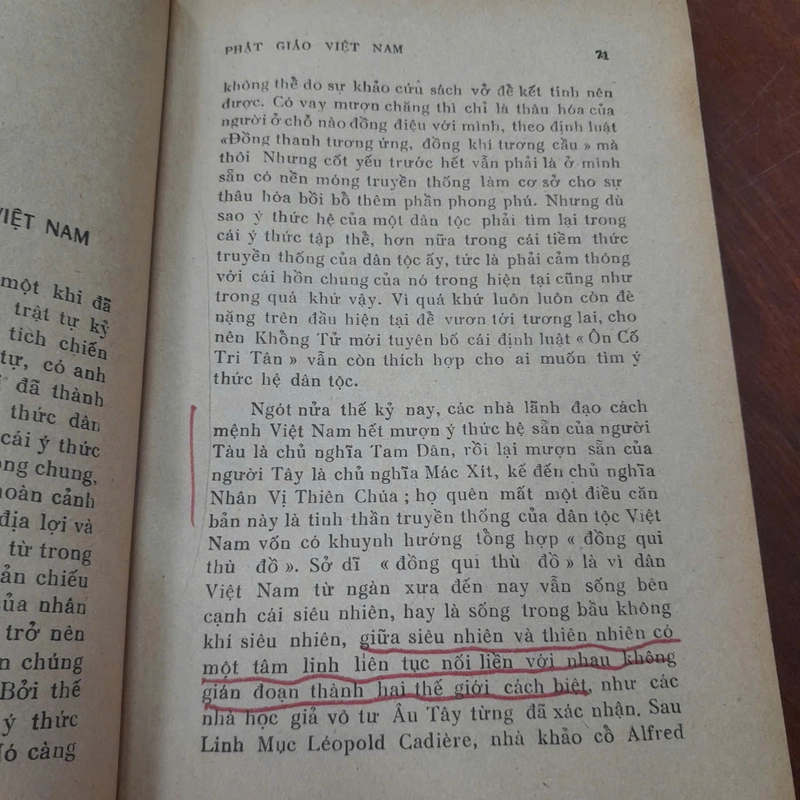 VIỆT NAM
một khi đã
trật tự kỷ
tích chiến
tự, có anh
đã thành
thức dân
cái ý thức
ng chung,
hoàn cảnh
địa lợi và
từ trong
ản chiếu
của nhân
trở nên
n chúng
Bởi thế
ý thức
Nó càng
PHẬT GIÁO VIỆT NAM
71
không thể do sự khảo cứu sách vở để kết tinh nên
được. Có vay mượn chăng thì chỉ là thâu hóa của
người ở chỗ nào đồng điệu với mình, theo định luật
«Đồng thanh tương ứng, đồng khí tương cầu » mà
thôi Nhưng cốt yếu trước hết vẫn phải là ở mình
sẵn có nền móng truyền thống làm cơ sở cho sự
thâu hóa bồi bổ thêm phần phong phú. Nhưng dù
sao ý thức hệ của một dân tộc phải tìm lại trong
cái ý thức tập thể, hơn nữa trong cái tiềm thức
truyền thống của dân tộc ấy, tức là phải cảm thông
với cái hồn chung của nó trong hiện tại cũng như
trong quá khứ vậy. Vì quá khứ luôn luôn còn đè
nặng trên đầu hiện tại để vươn tới tương lai, cho
nên Khổng Tử mới tuyên bố cái định luật « Ôn Cố
Tri Tân » vẫn còn thích hợp cho ai muốn tìm ý
thức hệ dân tộc.
Ngót nửa thế kỷ nay, các nhà lãnh đạo cách
mệnh Việt Nam hết mượn ý thức hệ sẵn của người
Tàu là chủ nghĩa Tam Dân, rồi lại mượn sẵn của
người Tây là chủ nghĩa Mác Xít, kế đến chủ nghĩa
Nhân Vị Thiên Chúa ; họ quên mất một điều căn
bản này là tinh thần truyền thống của dân tộc Việt
Nam vốn có khuynh hướng tổng hợp « đồng qui
thù đồ ». Sở dĩ « đồng qui thù đồ » là vì dân
Việt Nam từ ngàn xưa đến nay vẫn sống bên
cạnh cái siêu nhiên, hay là sống trong bầu không
khí siêu nhiên, giữa siêu nhiên và thiên nhiên có
một tâm linh liên tục nối liền với nhau không
gián đoạn thành hai thế giới cách biệt, như các
nhà học giả vô tư Âu Tây từng đã xác nhận. Sau
Linh Mục Léopold Cadière, nhà khảo cổ Alfred